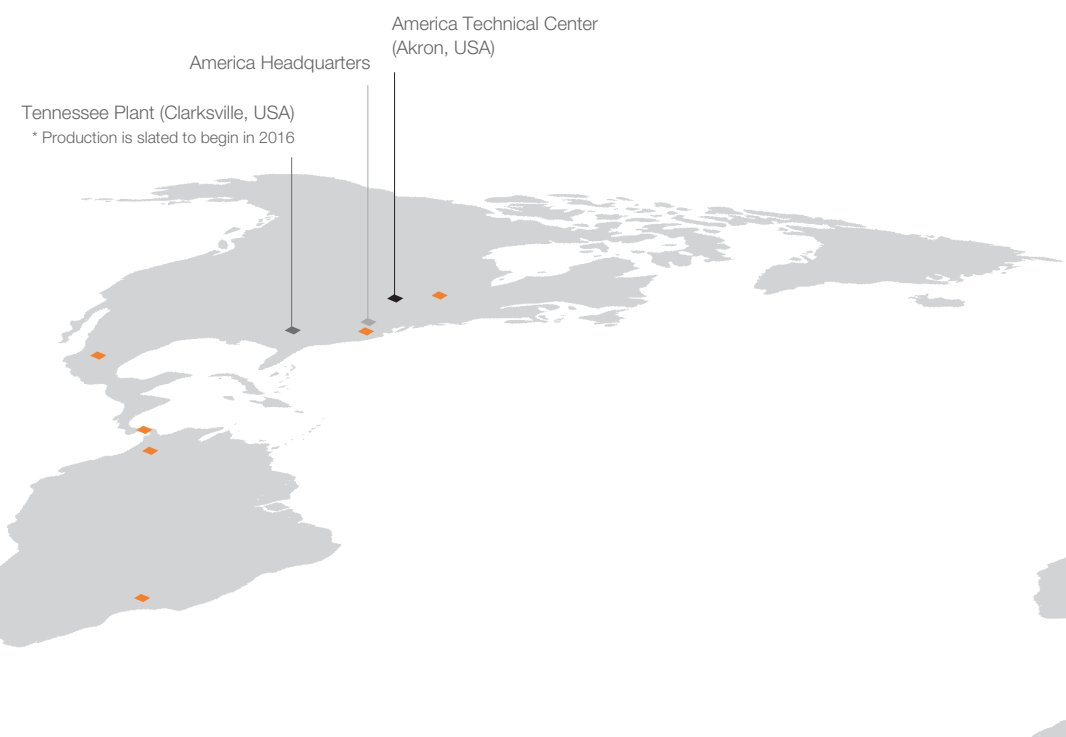 America Technical Center
(Akron, USA)
America Headquarters
Tennessee Plant (Clarksville, USA)
* Production is slated to begin in 2016